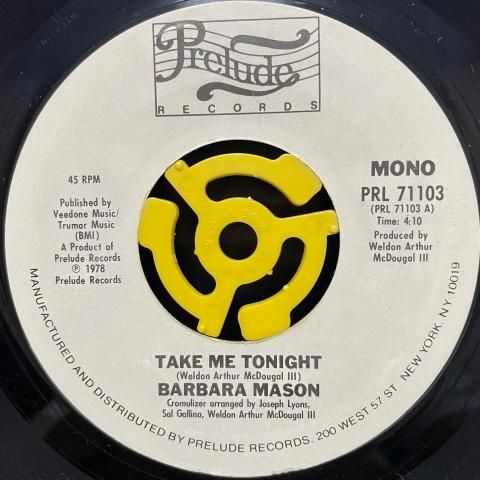 Prelude
RECORDS
45 RPM
Published by
Veedone Music/
Trumar Music
(BMI)
A Product of
Prelude Records
℗ 1978
Prelude Records
MONO
PRL 71103
(PRL 71103 A)
Time: 4:10
Produced by
Weldon Arthur
McDougal III
TAKE ME TONIGHT
(Weldon Arthur McDougal III)
BARBARA MASON
Cromulizer arranged by Joseph Lyons,
Sal Gallina, Weldon Arthur McDougal III
MANUFACTURED AND DISTRIBUTED BY PRELUDE RECORDS. 200 WEST 57 ST. NEW YORK, NY 10019